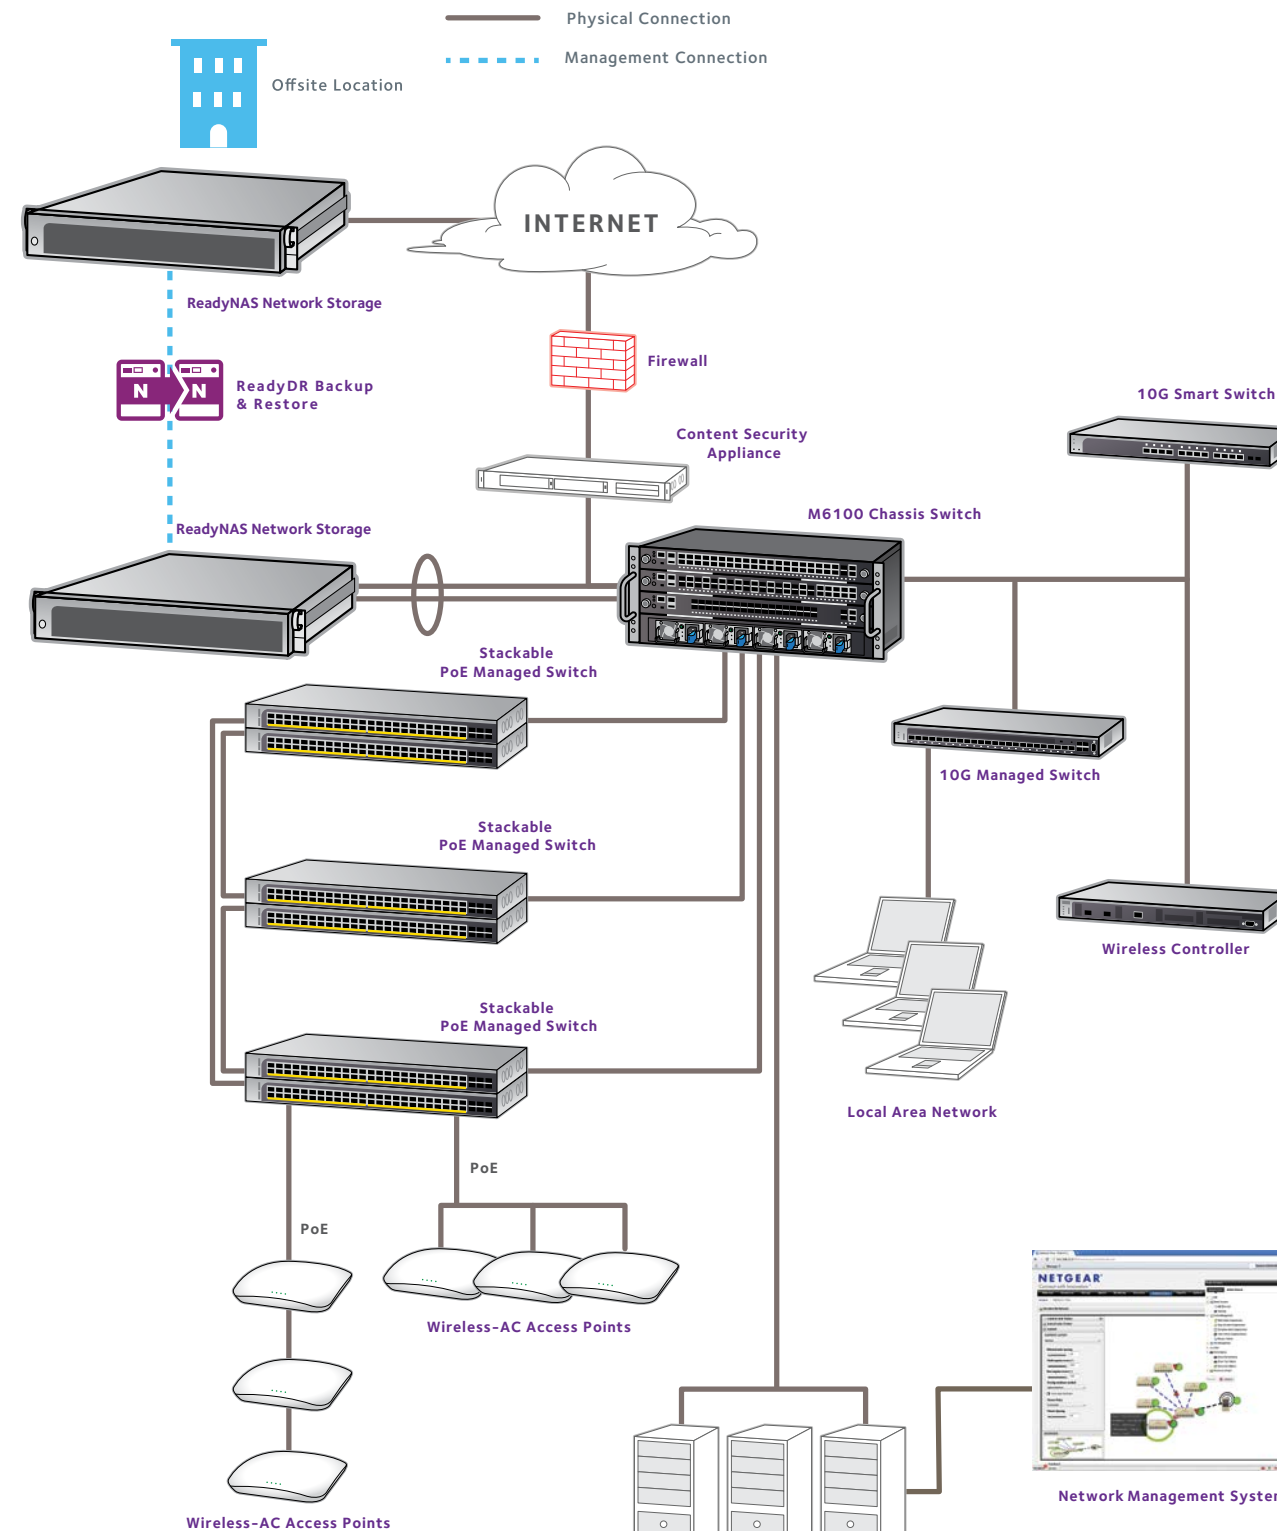 Physical Connection
Management Connection
Offsite Location
INTERNET
ReadyNAS Network Storage
Firewall
N
N
ReadyDR Backup
& Restore
10G Smart Switch
Content Security
Appliance
M6100 Chassis Switch
ReadyNAS Network Storage
Stackable
PoE Managed Switch
10G Managed Switch
Stackable
PoE Managed Switch
Wireless Controller
Stackable
PoE Managed Switch
Local Area Network
PoE
PoE
NETGEAR
Wireless-AC Access Points
Network Management System
Wireless-AC Access Points